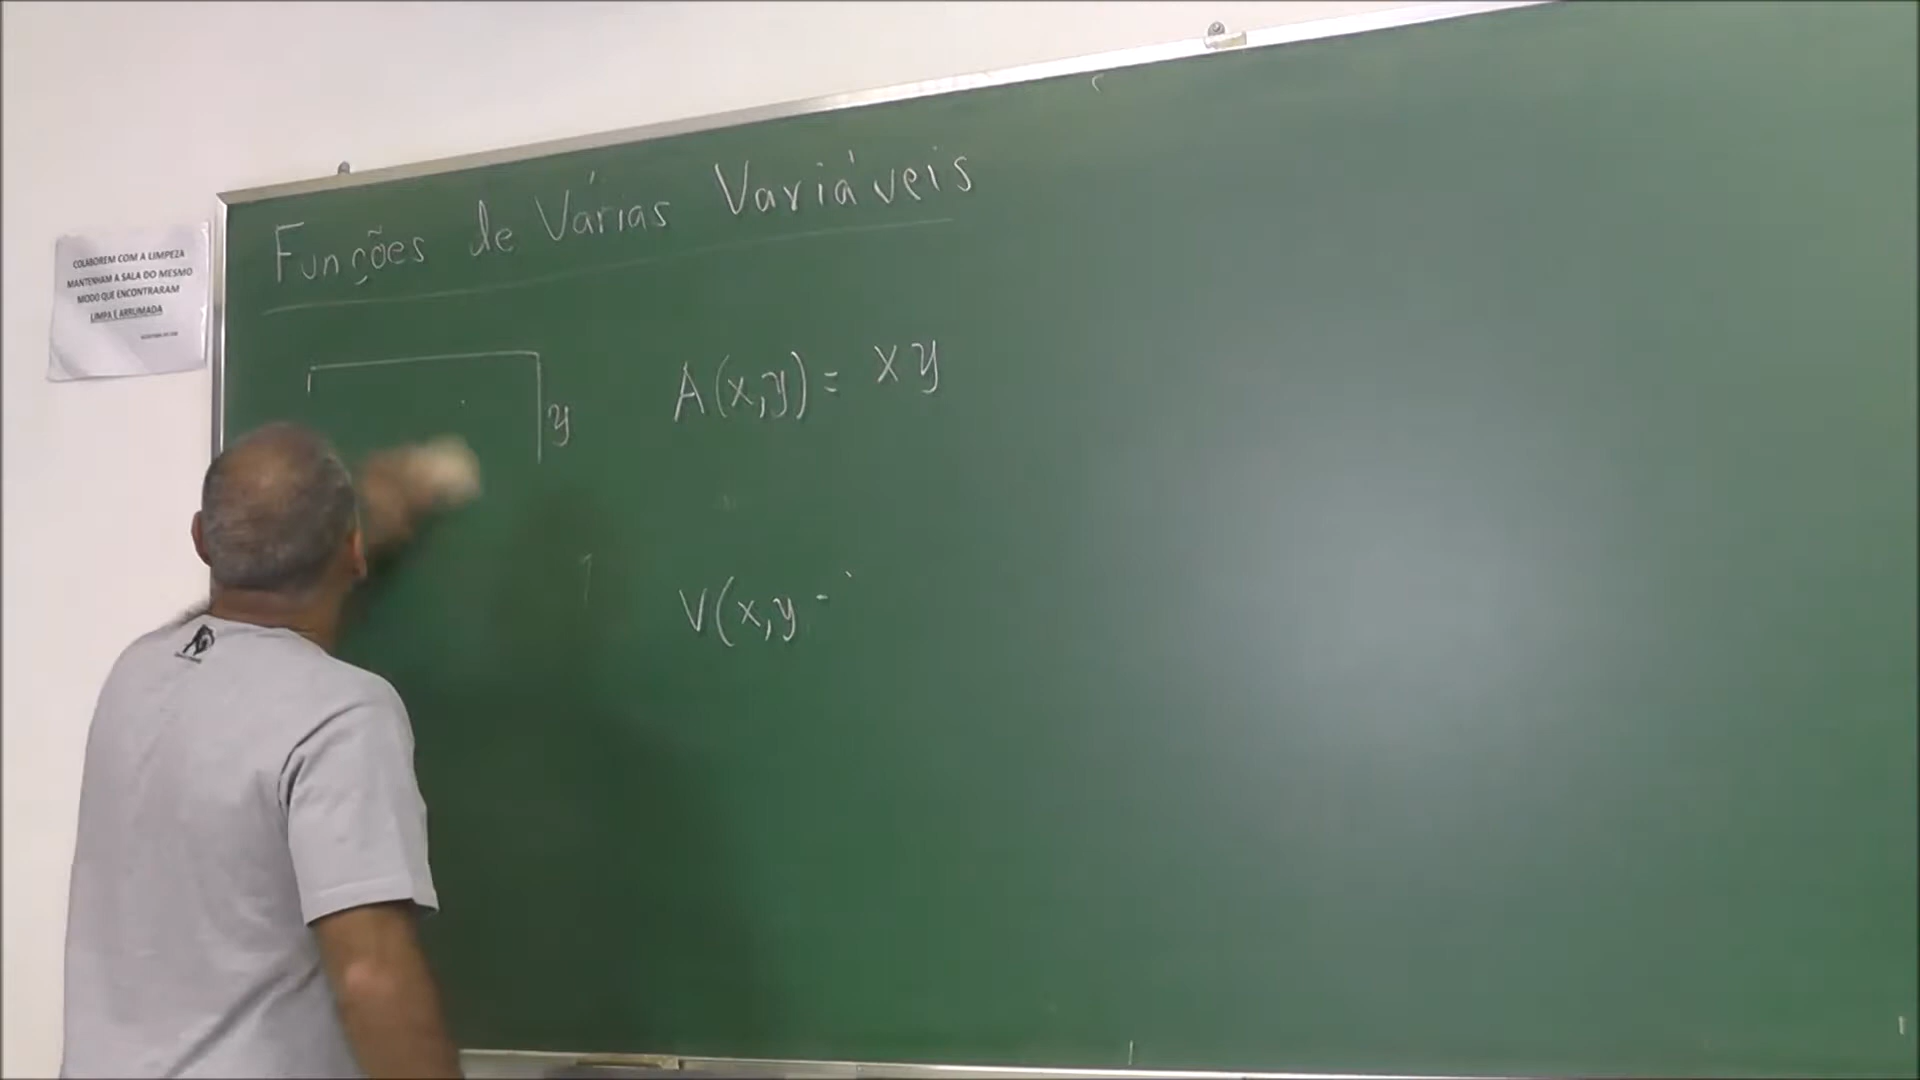 Funções de Várias Variáveis
COLABOREM COM A LIMPEZA
MANTENHAM A SALA DO MESMO
MODO QUE ENCONTRARAM
LIMPA E ARRUMADA
y
A(x,y) = xy
V(x,y